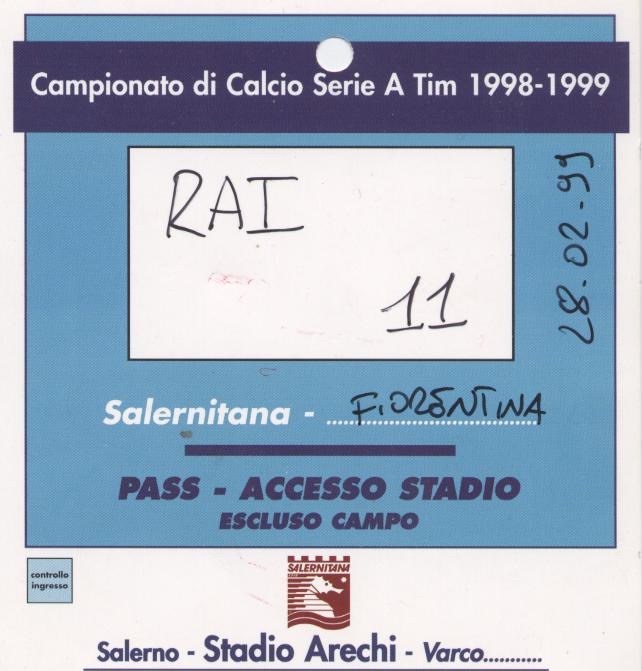 Campionato di Calcio Serie A Tim 1998-1999
RAI
11
28.02.99
Salernitana - FIORENTINA
PASS - ACCESSO STADIO
ESCLUSO CAMPO
controllo
ingresso
SALERNITANA
Salerno - Stadio Arechi - Varco...........